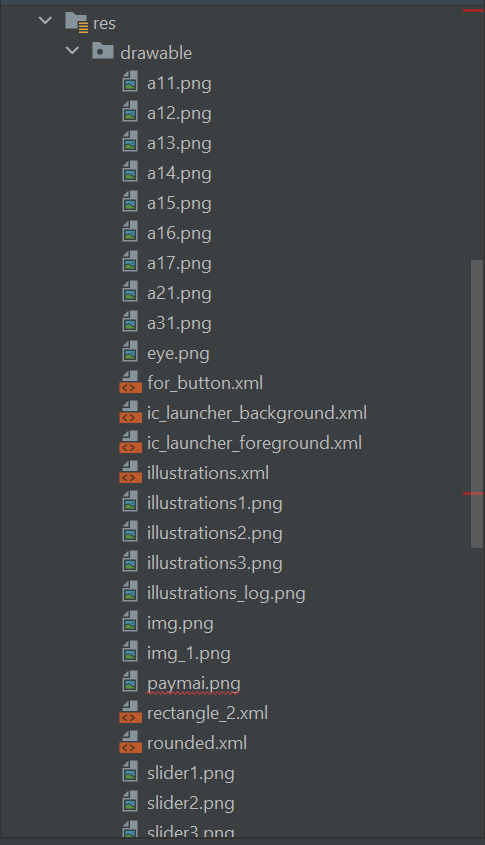 res
drawable
a11.png
a12.png
a13.png
a14.png
a15.png
a16.png
a17.png
a21.png
a31.png
eye.png
for_button.xml
ic_launcher_background.xml
ic_launcher_foreground.xml
illustrations.xml
illustrations1.png
illustrations2.png
illustrations3.png
illustrations_log.png
img.png
img_1.png
paymai.png
rectangle_2.xml
rounded.xml
slider1.png
slider2.png
slider3.png